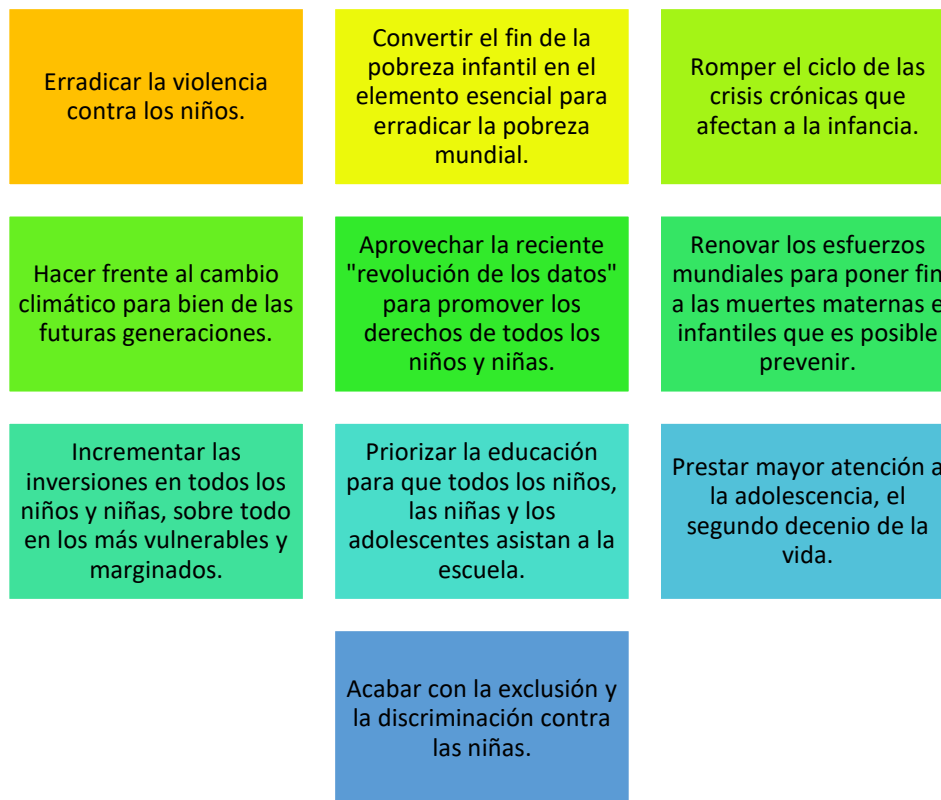 Erradicar la violencia
contra los niños.
Convertir el fin de la
pobreza infantil en el
elemento esencial para
erradicar la pobreza
mundial.
Romper el ciclo de las
crisis crónicas que
afectan a la infancia.
Hacer frente al cambio
climático para bien de las
futuras generaciones.
Aprovechar la reciente
"revolución de los datos"
para promover los
derechos de todos los
niños y niñas.
Renovar los esfuerzos
mundiales para poner fin
a las muertes maternas e
infantiles que es posible
prevenir.
Incrementar las
inversiones en todos los
niños y niñas, sobre todo
en los más vulnerables y
marginados.
Priorizar la educación
para que todos los niños,
las niñas y los
adolescentes asistan a la
escuela.
Prestar mayor atención a
la adolescencia, el
segundo decenio de la
vida.
Acabar con la exclusión y
la discriminación contra
las niñas.